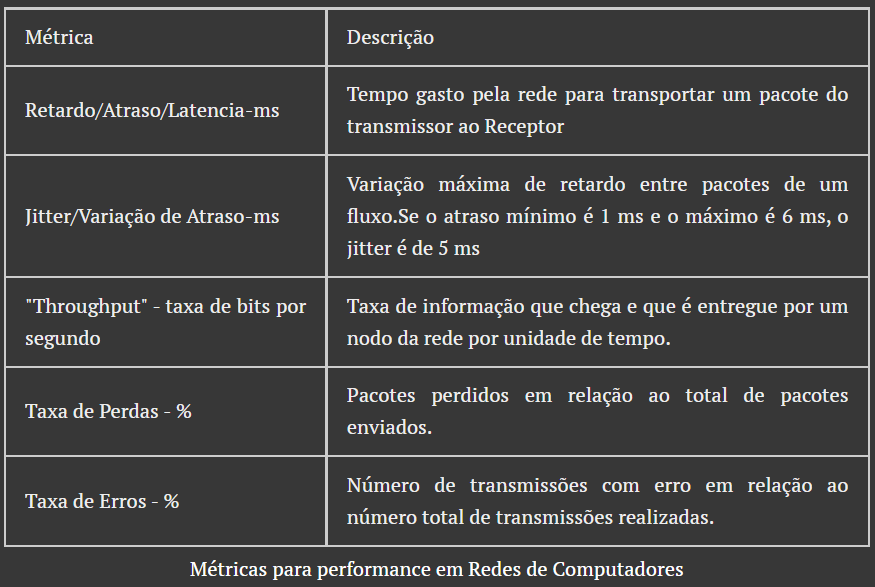 Métrica
Descrição
Retardo/Atraso/Latencia-ms
Tempo gasto pela rede para transportar um pacote do
transmissor ao Receptor
Jitter/Variação de Atraso-ms
Variação máxima de retardo entre pacotes de um
fluxo.Se o atraso mínimo é 1 ms e o máximo é 6 ms, o
jitter é de 5 ms
"Throughput" - taxa de bits por
segundo
Taxa de informação que chega e que é entregue por um
nodo da rede por unidade de tempo.
Taxa de Perdas - %
Pacotes perdidos em relação ao total de pacotes
enviados.
Taxa de Erros - %
Número de transmissões com erro em relação ao
número total de transmissões realizadas.
Métricas para performance em Redes de Computadores